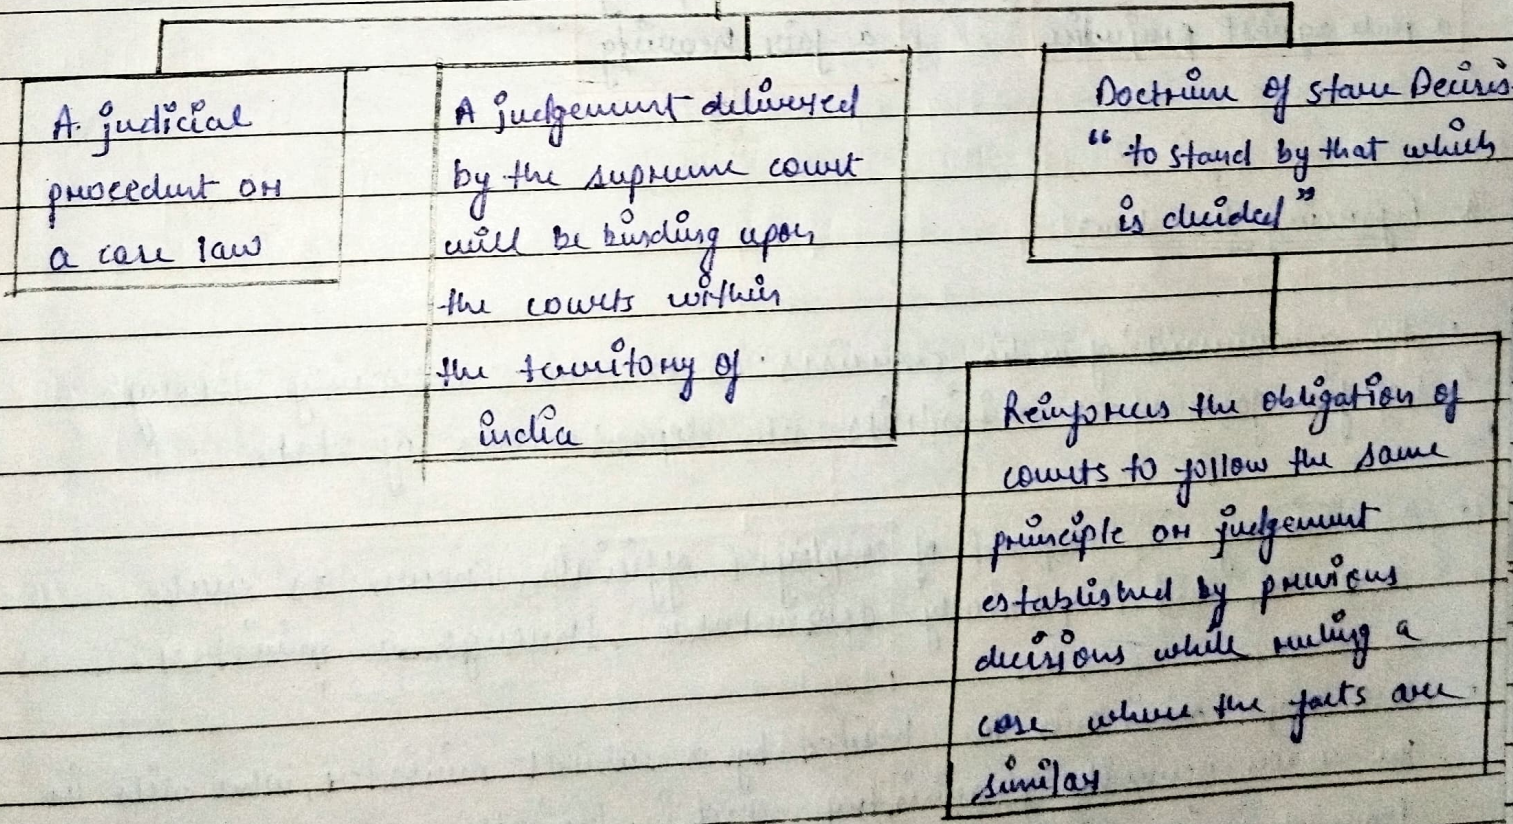 A judicial
procedent or
a case law
A judgement delivered
by the supreme court
will be binding upon
the courts within
the territory of
india
Doctrine of stare Decisis
“ to stand by that which
is decided ”
Reinforces the obligation of
courts to follow the same
principle or judgement
established by previous
decisions while ruling a
case where the facts are
similar